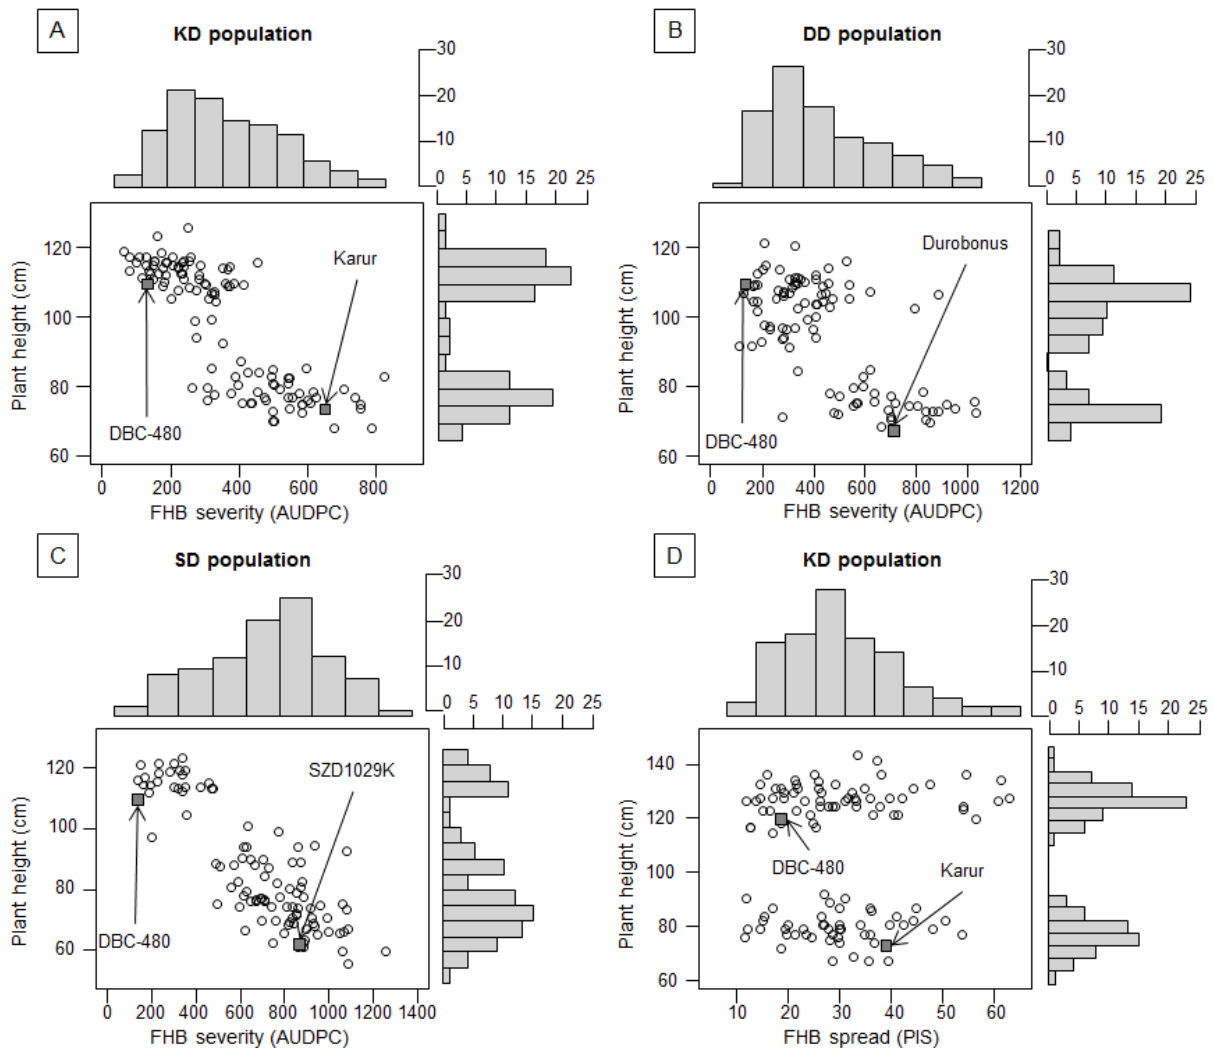 A
KD population
30
20
10
0 5 10 15 20 25
Plant height (cm)
120
100
80
60
Karur
DBC-480
0 200 400 600 800
FHB severity (AUDPC)
B
DD population
30
20
10
0 5 10 15 20 25
Plant height (cm)
120
100
80
60
Durobonus
DBC-480
0 200 400 600 800 1000 1200
FHB severity (AUDPC)
C
SD population
30
20
10
0 5 10 15 20 25
Plant height (cm)
120
100
80
60
SZD1029K
DBC-480
0 200 400 600 800 1000 1200 1400
FHB severity (AUDPC)
D
KD population
30
20
10
0 5 10 15 20 25
Plant height (cm)
140
120
100
80
60
DBC-480
Karur
10 20 30 40 50 60
FHB spread (PIS)